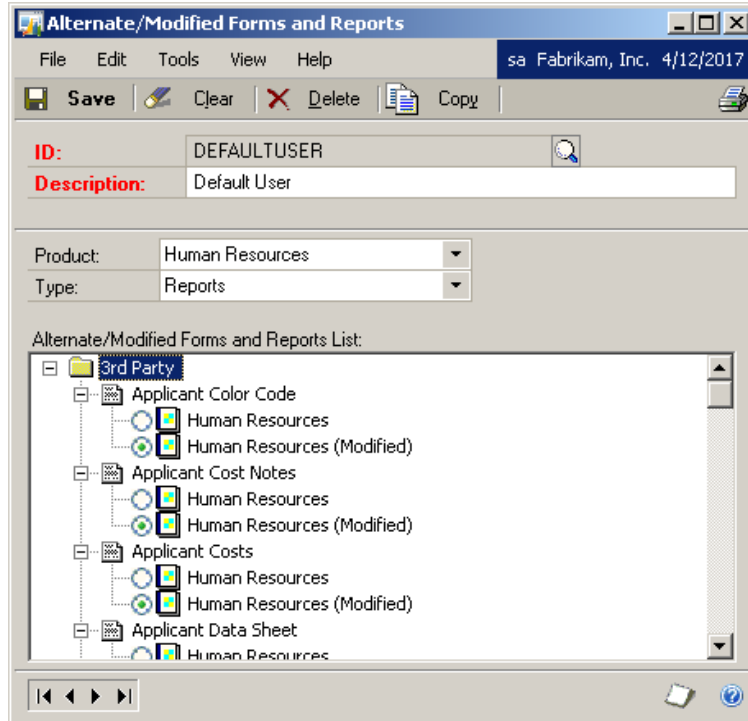 Alternate/Modified Forms and Reports
File Edit Tools View Help sa Fabrikam, Inc. 4/12/2017
Save Clear Delete Copy
ID: DEFAULTUSER
Description: Default User
Product: Human Resources
Type: Reports
Alternate/Modified Forms and Reports List:
3rd Party
Applicant Color Code
Human Resources
Human Resources (Modified)
Applicant Cost Notes
Human Resources
Human Resources (Modified)
Applicant Costs
Human Resources
Human Resources (Modified)
Applicant Data Sheet
Human Resources